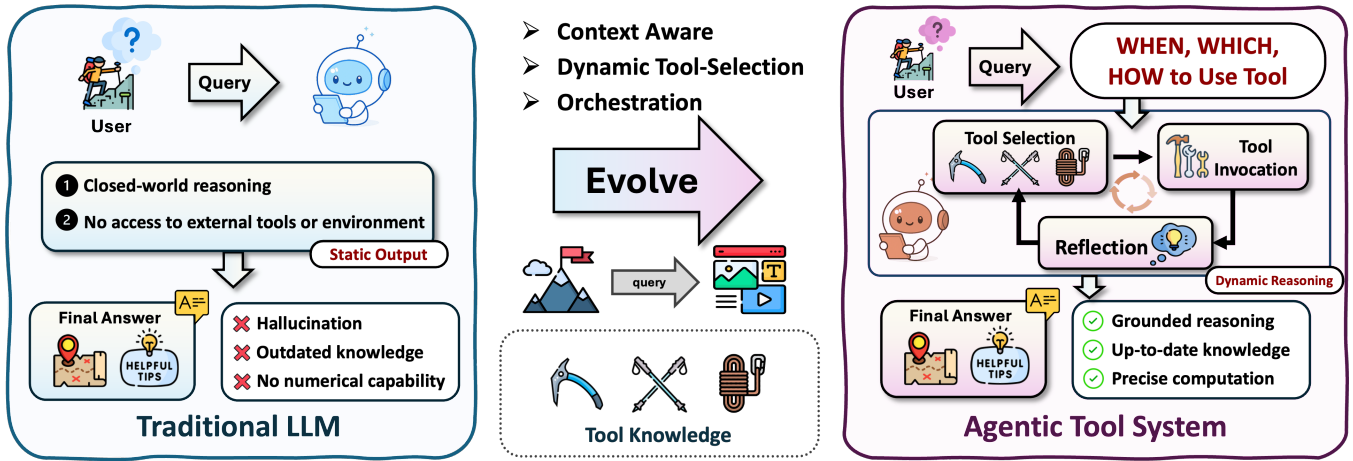 ?
User
Query
1 Closed-world reasoning
2 No access to external tools or environment
Static Output
Final Answer
A
HELPFUL
TIPS
Hallucination
Outdated knowledge
No numerical capability
Traditional LLM
Context Aware
Dynamic Tool-Selection
Orchestration
Evolve
query
T
Tool Knowledge
?
User
Query
WHEN, WHICH,
HOW to Use Tool
Tool Selection
Tool
Invocation
Reflection
Dynamic Reasoning
Final Answer
A
HELPFUL
TIPS
Grounded reasoning
Up-to-date knowledge
Precise computation
Agentic Tool System